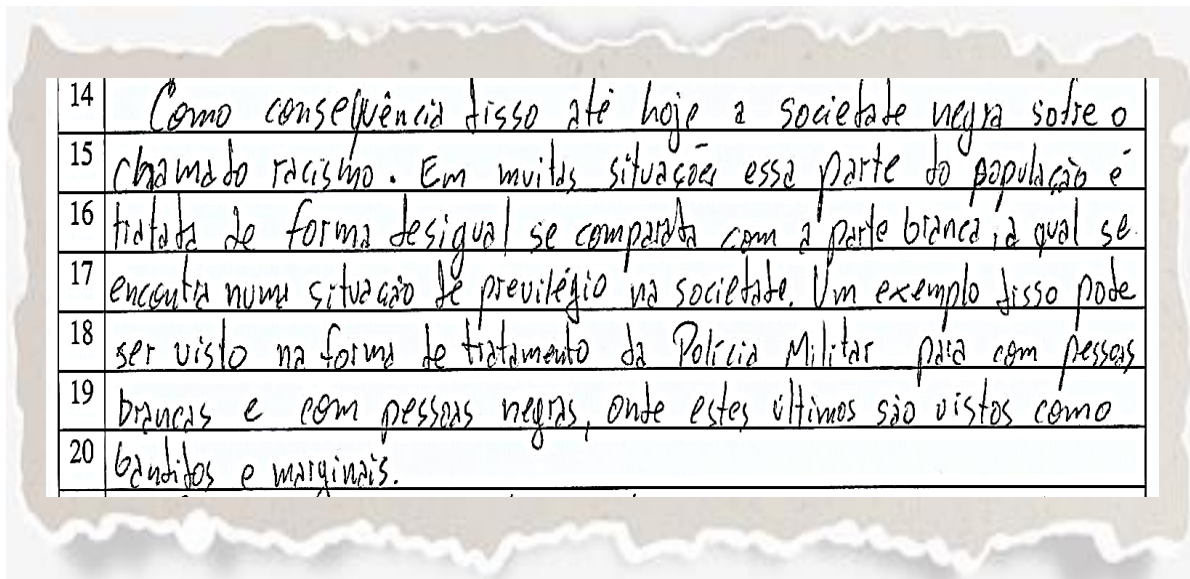 14 Como consequência disso até hoje a sociedade negra sofre o
15 chamado racismo. Em muitas situações essa parte do população é
16 tratada de forma desigual se comparada com a parte branca, a qual se
17 encontra numa situação de previlégio na sociedade. Um exemplo disso pode
18 ser visto na forma de tratamento da Polícia Militar para com pessoas
19 brancas e com pessoas negras, onde estes últimos são vistos como
20 bandidos e marginais.